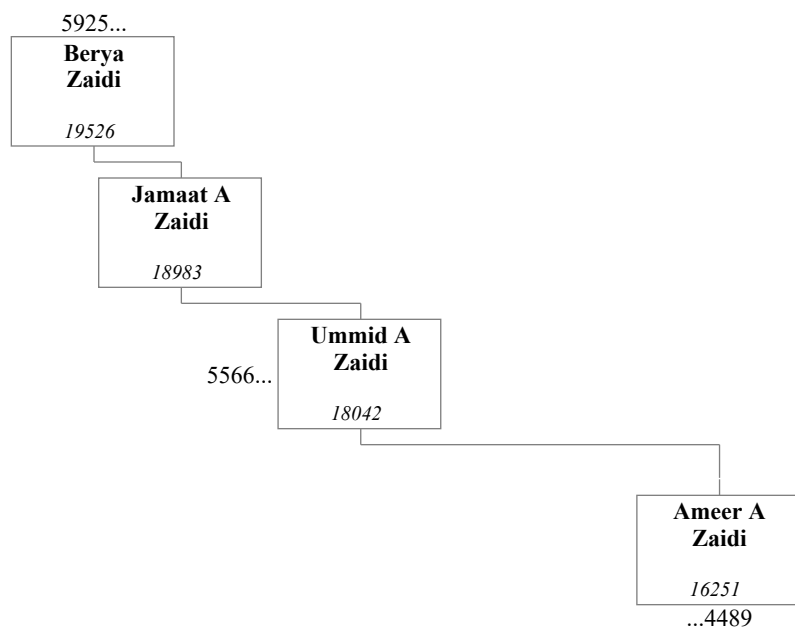 5925...
Berya
Zaidi
19526
Jamaat A
Zaidi
18983
Ummid A
Zaidi
5566...
18042
Ameer A
Zaidi
16251
...4489